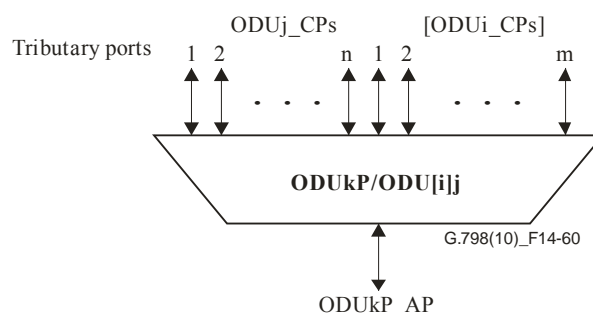 ODUj_CPs [ODUi_CPs]
Tributary ports 1 2 n 1 2 m
. . . . . .
ODUkP/ODU[i]j
G.798(10)_F14-60
ODUkP_AP